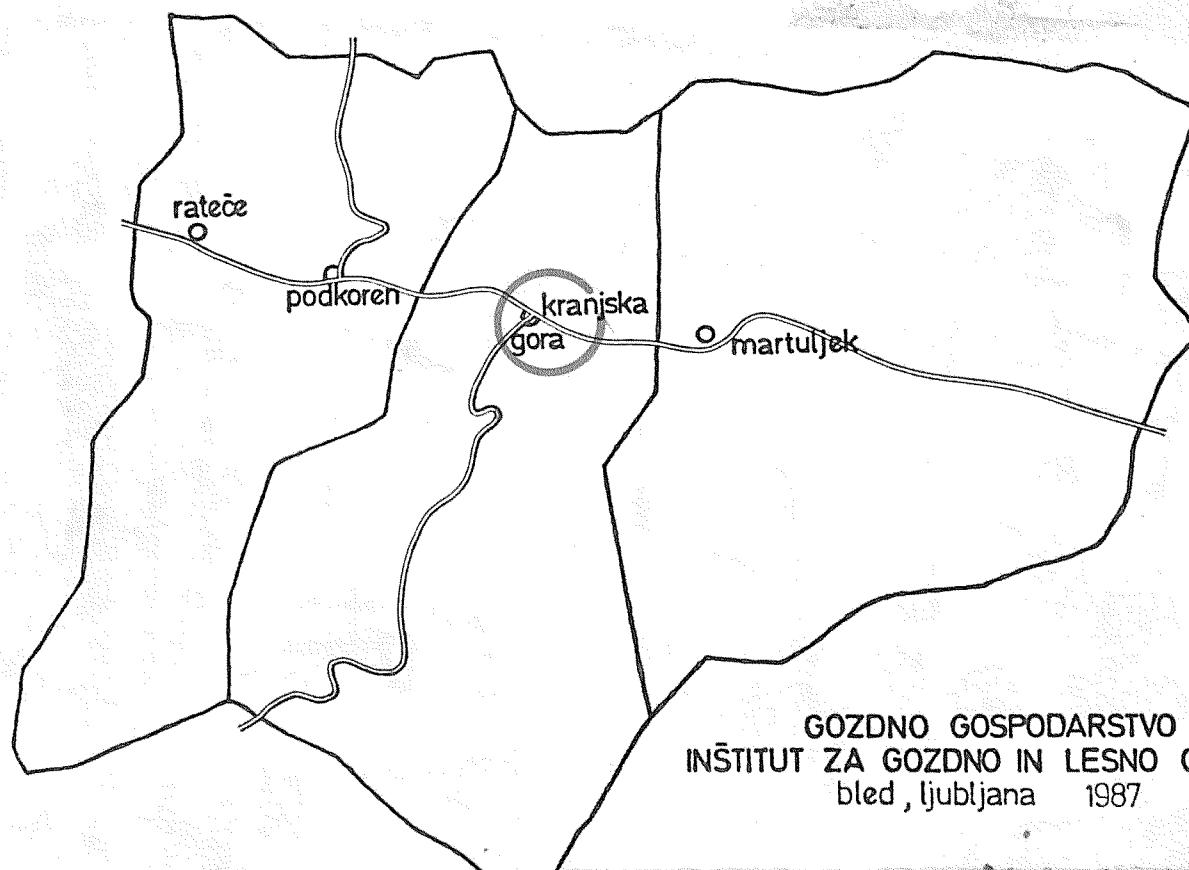 rateče
podkoren
kranjska
gora
martuljek
GOZDNO GOSPODARSTVO
INŠTITUT ZA GOZDNO IN LESNO
bled, ljubljana 1987